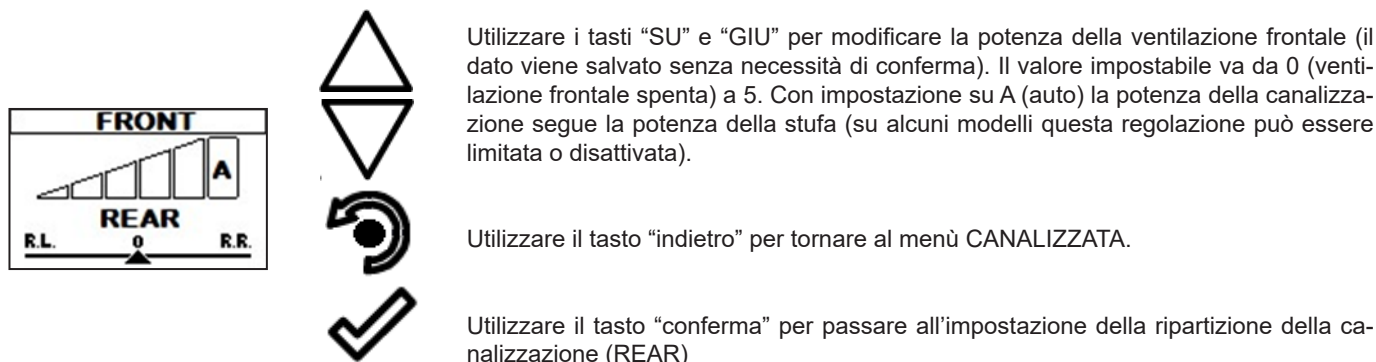 FRONT
A
REAR
R.L. 0 R.R.
Utilizzare i tasti “SU” e “GIU” per modificare la potenza della ventilazione frontale (il
dato viene salvato senza necessità di conferma). Il valore impostabile va da 0 (venti-
lazione frontale spenta) a 5. Con impostazione su A (auto) la potenza della canalizza-
zione segue la potenza della stufa (su alcuni modelli questa regolazione può essere
limitata o disattivata).
Utilizzare il tasto “indietro” per tornare al menù CANALIZZATA.
Utilizzare il tasto “conferma” per passare all’impostazione della ripartizione della ca-
nalizzazione (REAR)